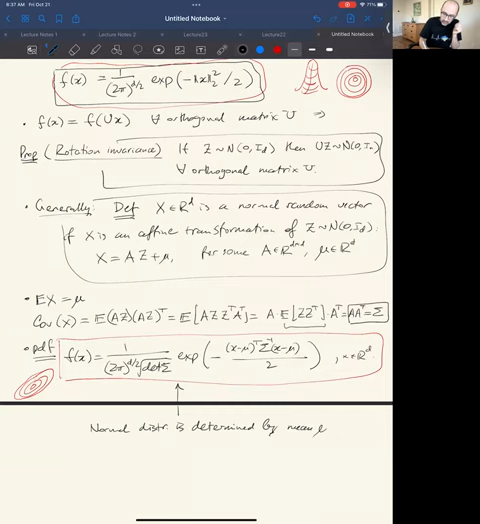 8:37 AM Fri Oct 21
71%
Untitled Notebook
Lecture Notes 1
Lecture Notes 2
Lecture23
Lecture22
Untitled Notebook
f(x) = 1/(2π)^{d/2} exp(-‖x‖₂²/2)
• f(x) = f(Ux) ∀ orthogonal matrix U ⇒
Prop (Rotation invariance) If Z~N(0,I_d) then UZ~N(0,I_n)
∀ orthogonal matrix U.
• Generally: Def X∈ℝ^d is a normal random vector
if X is an affine transformation of Z~N(0,I_d):
X = AZ+μ, for some A∈ℝ^{d×d}, μ∈ℝ^d
• EX = μ
Cov(X) = E(AZ)(AZ)^T = E[AZZ^TA^T] = A·E[ZZ^T]·A^T = AA^T = Σ
• pdf f(x) = 1/((2π)^{d/2}√detΣ) exp(-(x-μ)^TΣ^{-1}(x-μ)/2), x∈ℝ^d
Normal distr. is determined by mean &